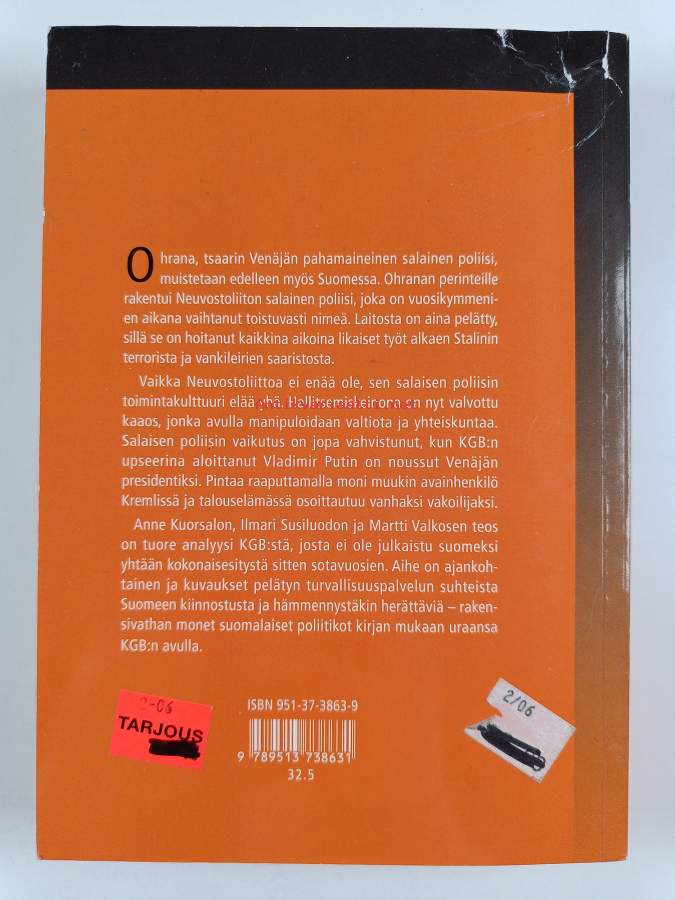 Ohrana, tsaarin Venäjän pahamaineinen salainen poliisi,
muistetaan edelleen myös Suomessa. Ohranan perinteille
rakentui Neuvostoliiton salainen poliisi, joka on vuosikymmeni-
en aikana vaihtanut toistuvasti nimeä. Laitosta on aina pelätty,
sillä se on hoitanut kaikkina aikoina likaiset työt alkaen Stalinin
terrorista ja vankileirien saaristosta.
Vaikka Neuvostoliittoa ei enää ole, sen salaisen poliisin
toimintakulttuuri elää yhä. Hallitsemiskeinona on nyt valvottu
kaaos, jonka avulla manipuloidaan valtiota ja yhteiskuntaa.
Salaisen poliisin vaikutus on jopa vahvistunut, kun KGB:n
upseerina aloittanut Vladimir Putin on noussut Venäjän
presidentiksi. Pintaa raaputtamalla moni muukin avainhenkilö
Kremlissä ja talouselämässä osoittautuu vanhaksi vakoilijaksi.
Anne Kuorsalon, Ilmari Susiluodon ja Martti Valkosen teos
on tuore analyysi KGB:stä, josta ei ole julkaistu suomeksi
yhtään kokonaisesitystä sitten sotavuosien. Aihe on ajankoh-
tainen ja kuvaukset pelätyn turvallisuuspalvelun suhteista
Suomeen kiinnostusta ja hämmennystäkin herättäviä – raken-
sivathan monet suomalaiset poliitikot kirjan mukaan uraansa
KGB:n avulla.
2-06
TARJOUS
ISBN 951-37-3863-9
9 789513 738631
32.5
2/06